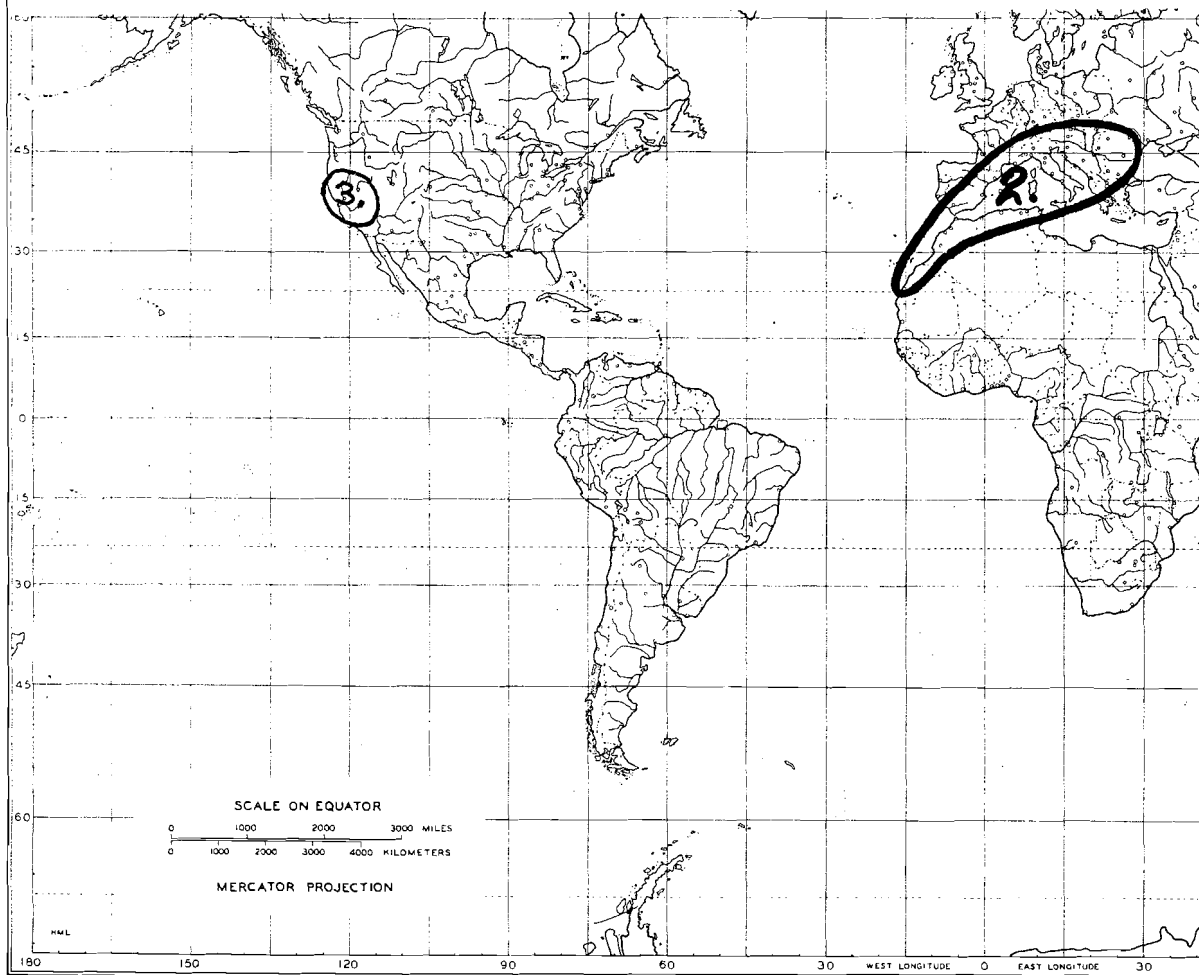 60
45
3.
2.
30
15
0
15
30
45
60
SCALE ON EQUATOR
0 1000 2000 3000 MILES
0 1000 2000 3000 4000 KILOMETERS
MERCATOR PROJECTION
HML
180 150 120 90 60 30 WEST LONGITUDE 0 EAST LONGITUDE 30